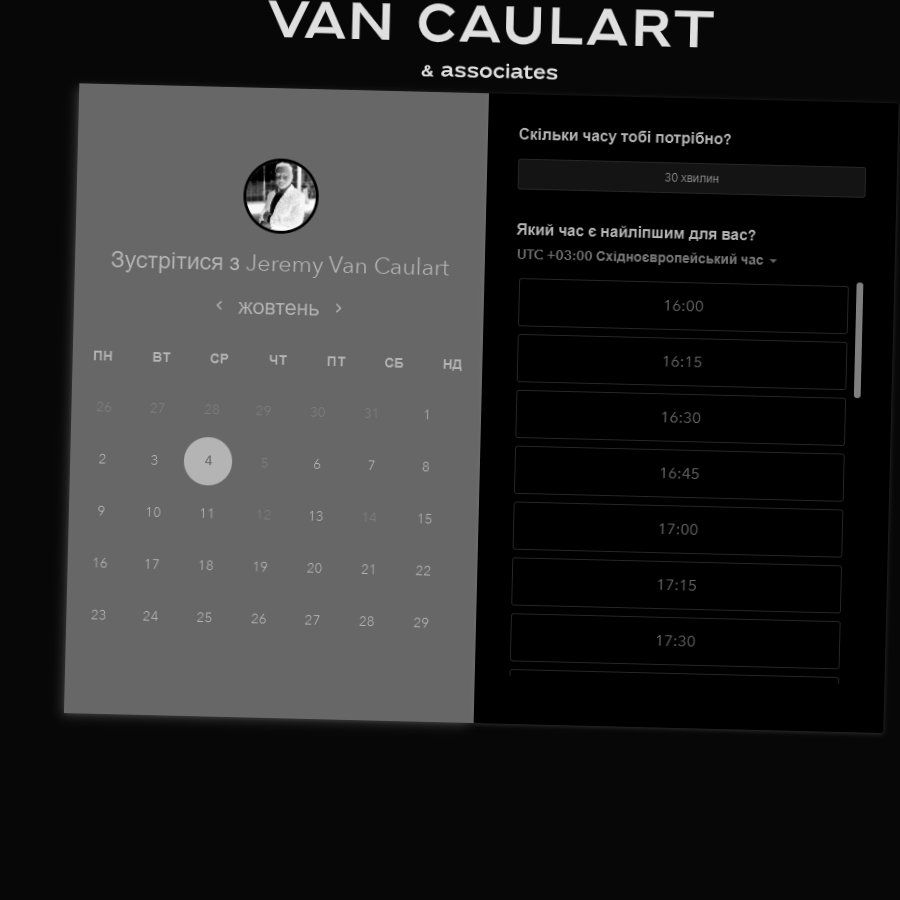 VAN CAULART
& associates
Зустрітися з Jeremy Van Caulart
жовтень
ПН ВТ СР ЧТ ПТ СБ НД
26 27 28 29 30 31 1
2 3 4 5 6 7 8
9 10 11 12 13 14 15
16 17 18 19 20 21 22
23 24 25 26 27 28 29
Скільки часу тобі потрібно?
30 хвилин
Який час є найліпшим для вас?
UTC +03:00 Східноєвропейський час
16:00
16:15
16:30
16:45
17:00
17:15
17:30